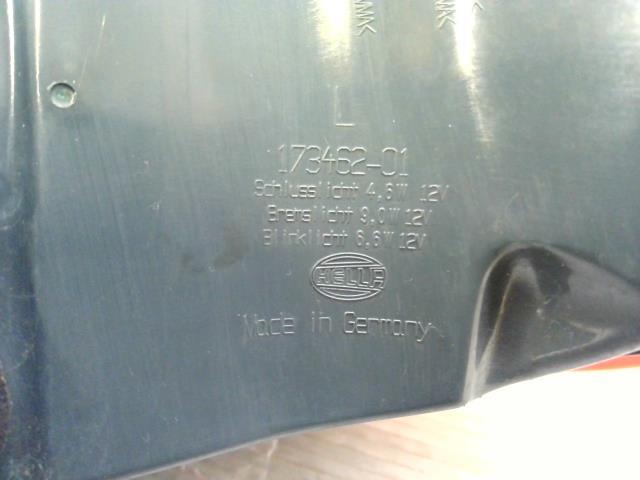 L
173462-01
Schlusslicht 4,6W 12V
Bremslicht 9.0W 12V
Blinklicht 6,6W 12V
HELLA
Made in Germany